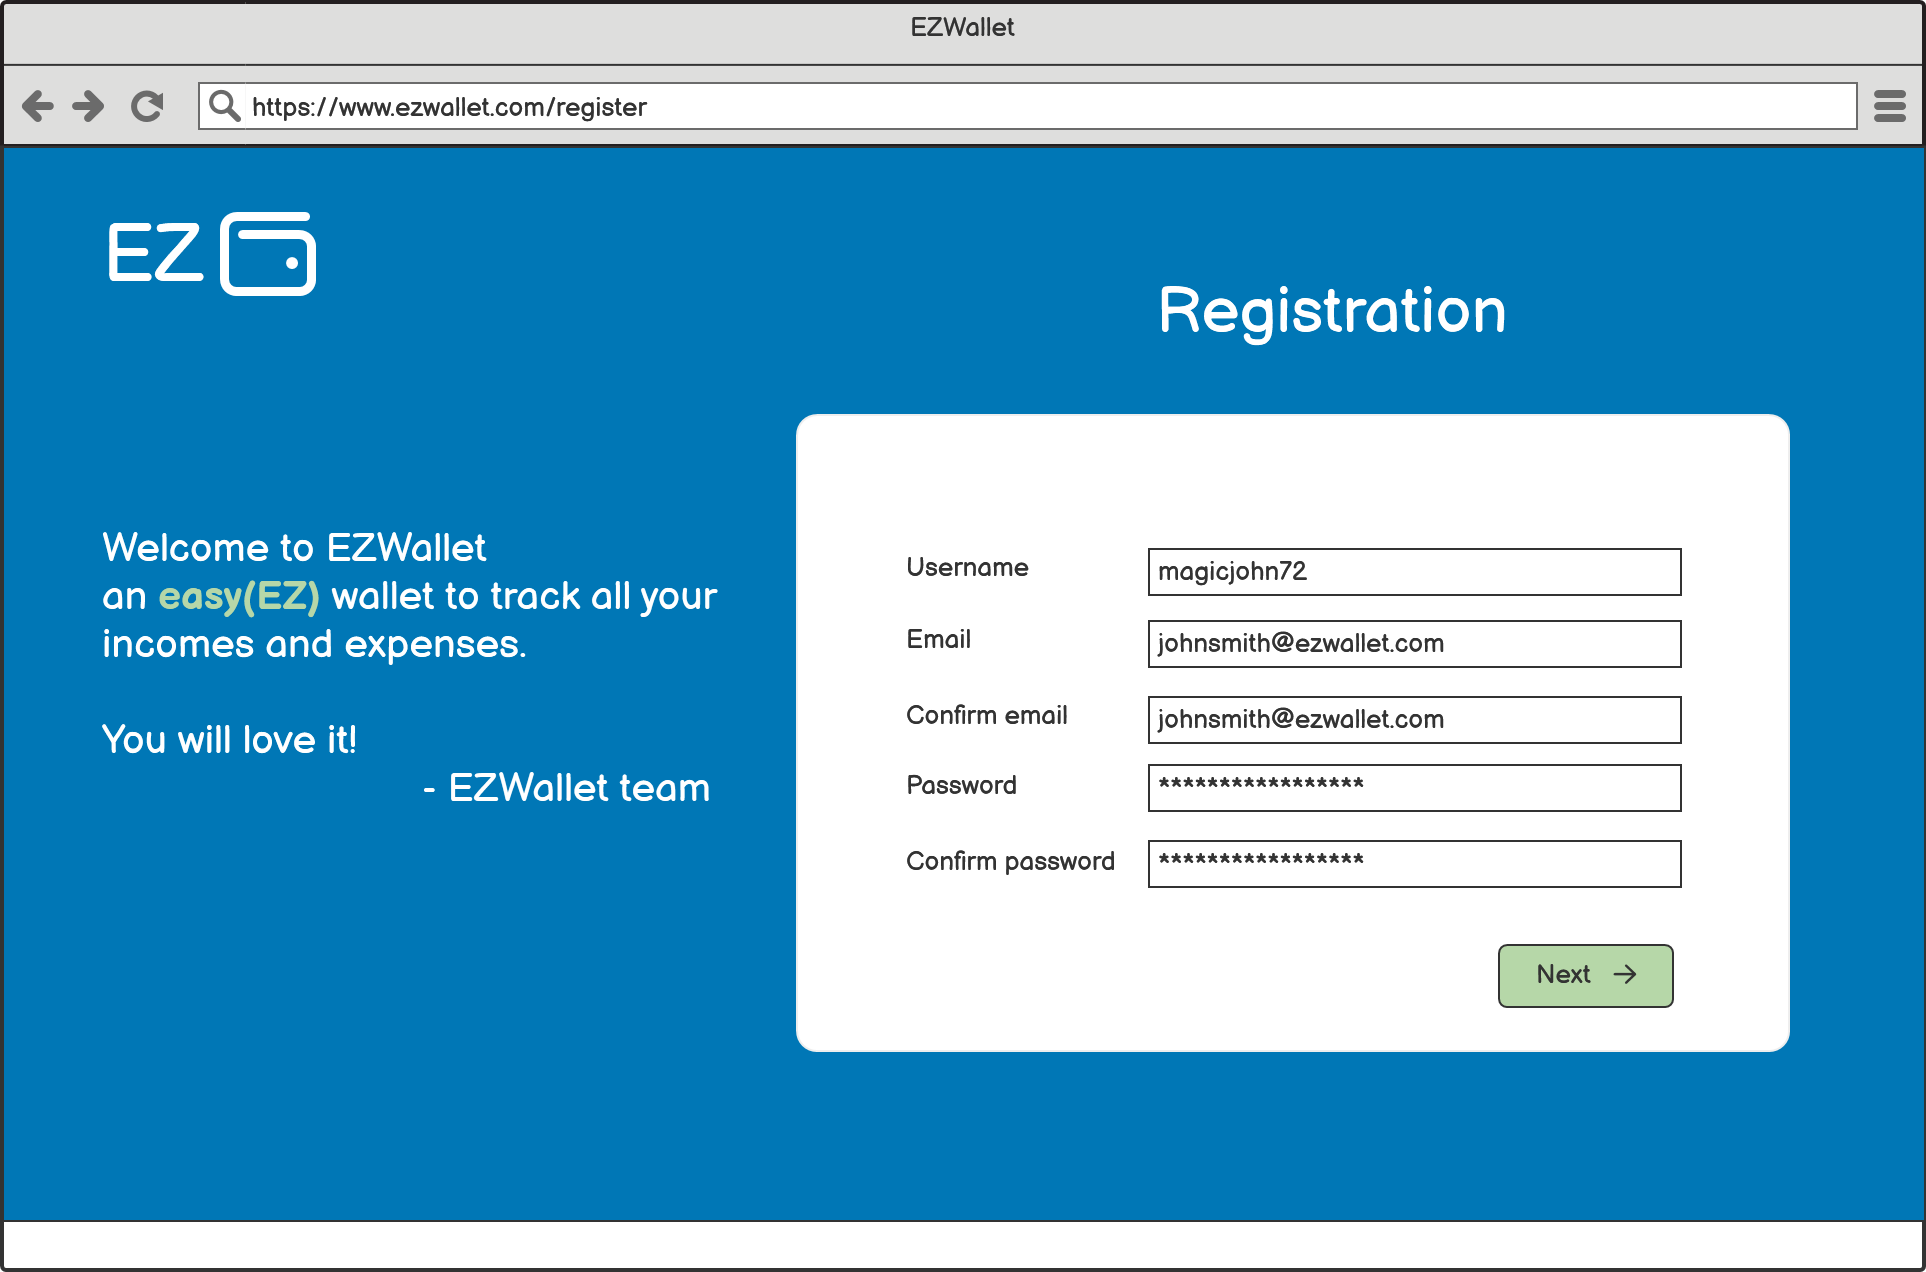 EZWallet
https://www.ezwallet.com/register
EZ
Registration
Welcome to EZWallet
an easy(EZ) wallet to track all your
incomes and expenses.
You will love it!
- EZWallet team
Username
magicjohn72
Email
johnsmith@ezwallet.com
Confirm email
johnsmith@ezwallet.com
Password
*****************
Confirm password
*****************
Next →